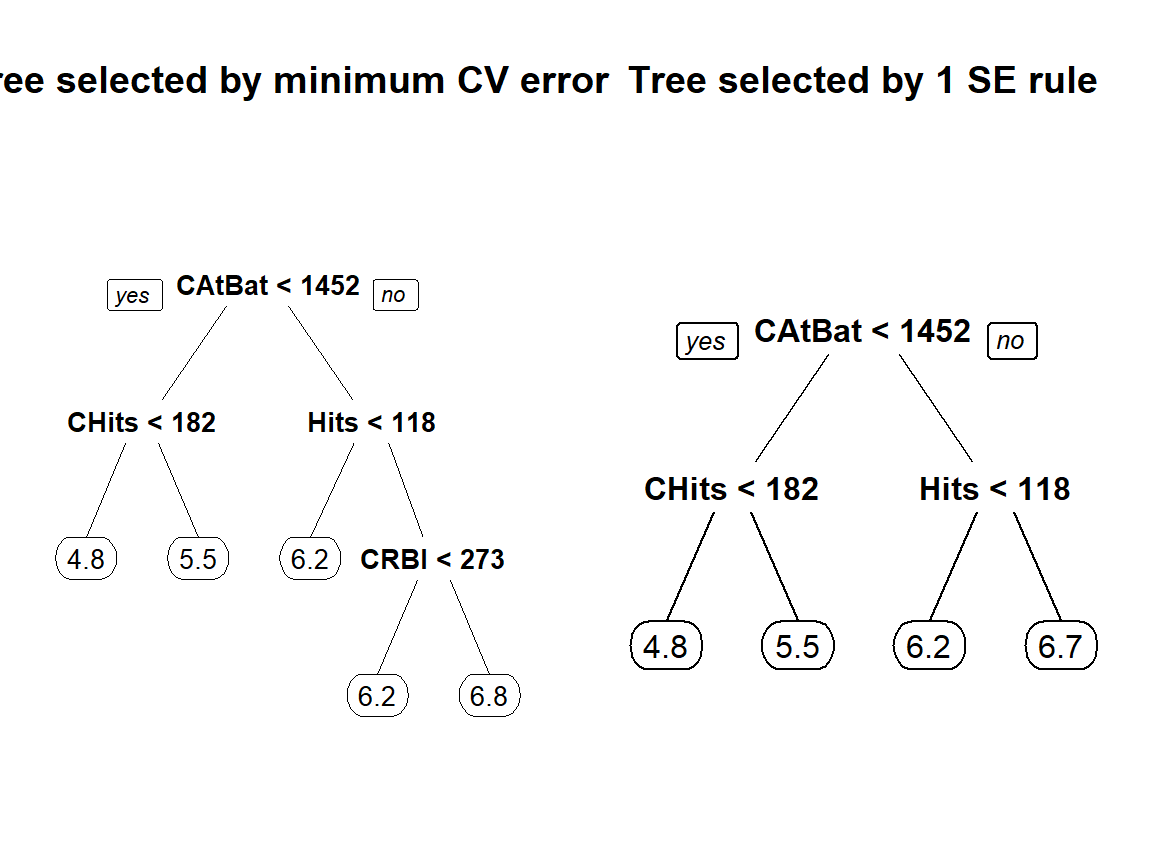 ree selected by minimum CV error
Tree selected by 1 SE rule
yes
CAtBat < 1452
no
CHits < 182
Hits < 118
4.8
5.5
6.2
CRBI < 273
6.2
6.8
yes
CAtBat < 1452
no
CHits < 182
Hits < 118
4.8
5.5
6.2
6.7